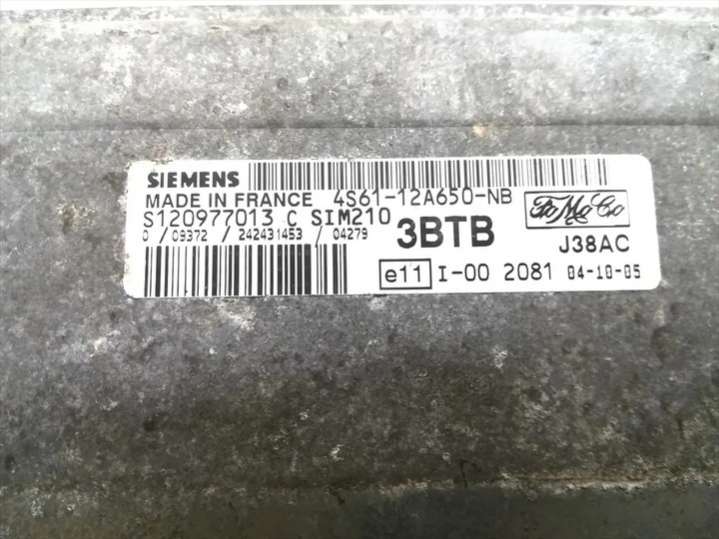 SIEMENS
MADE IN FRANCE 4S61-12A650-NB
S120977013 C SIM210
0 / 09372 / 242431453 / 04279
3BTB
FoMoCo
J38AC
e11 I-00 2081 04-10-05